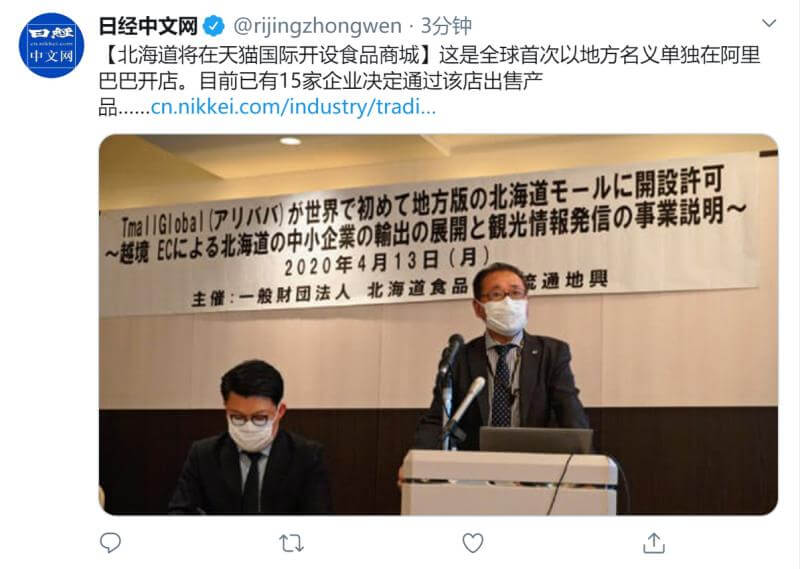 日经中文网 @rijingzhongwen · 3分钟
【北海道将在天猫国际开设食品商城】这是全球首次以地方名义单独在阿里
巴巴开店。目前已有15家企业决定通过该店出售产
品......cn.nikkei.com/industry/tradi...
日经
cn.nikkei.com
中文网
TmallGlobal(アリババ)が世界で初めて地方版の北海道モールに開設許可
~越境 ECによる北海道の中小企業の輸出の展開と観光情報発信の事業説明~
2020年4月13日(月)
主催:一般財団法人 北海道食品 流通地興